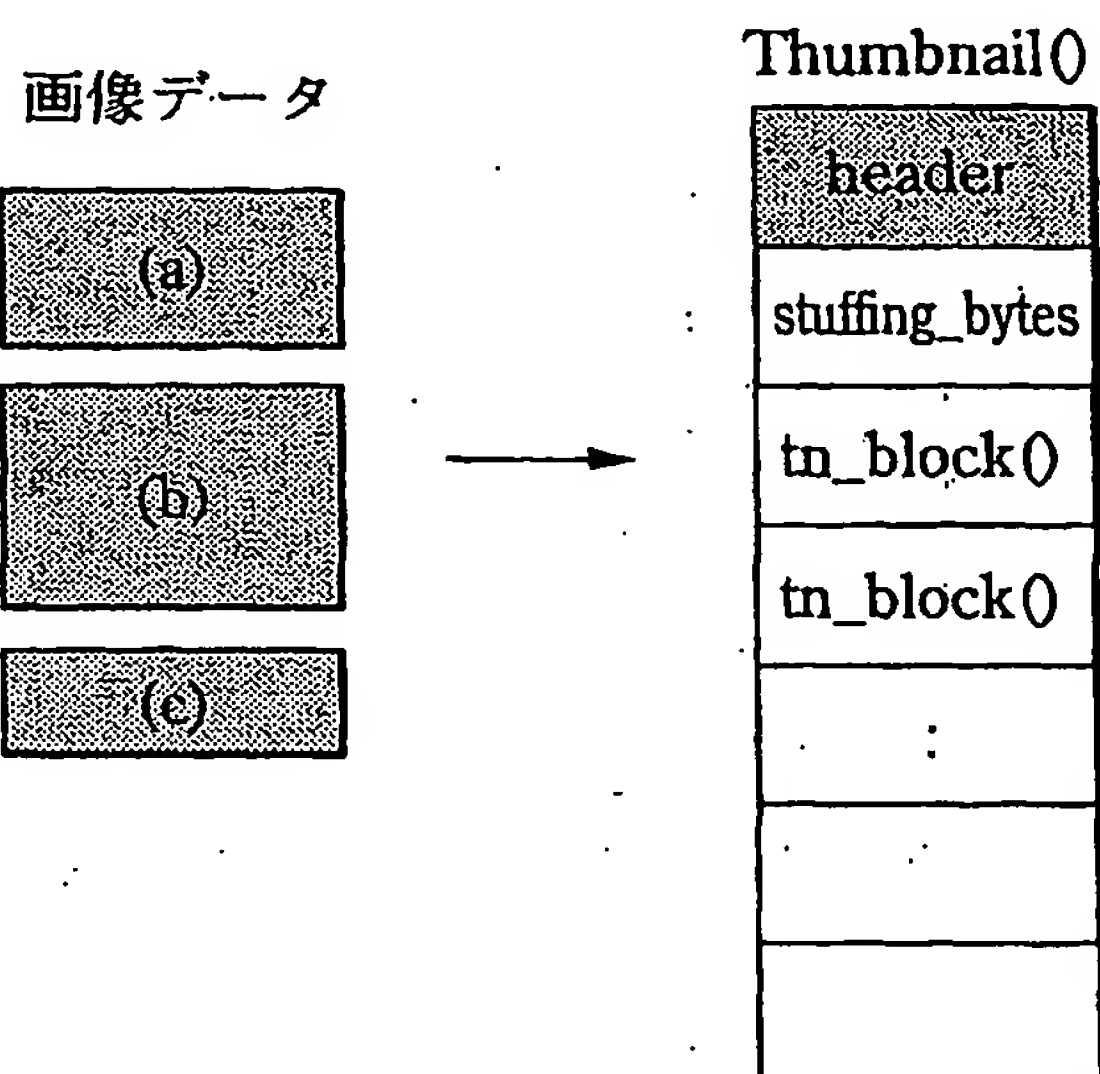 画像データ
(a)
(b)
(c)
Thumbnail()
header
stuffing_bytes
tn_block()
tn_block()
: